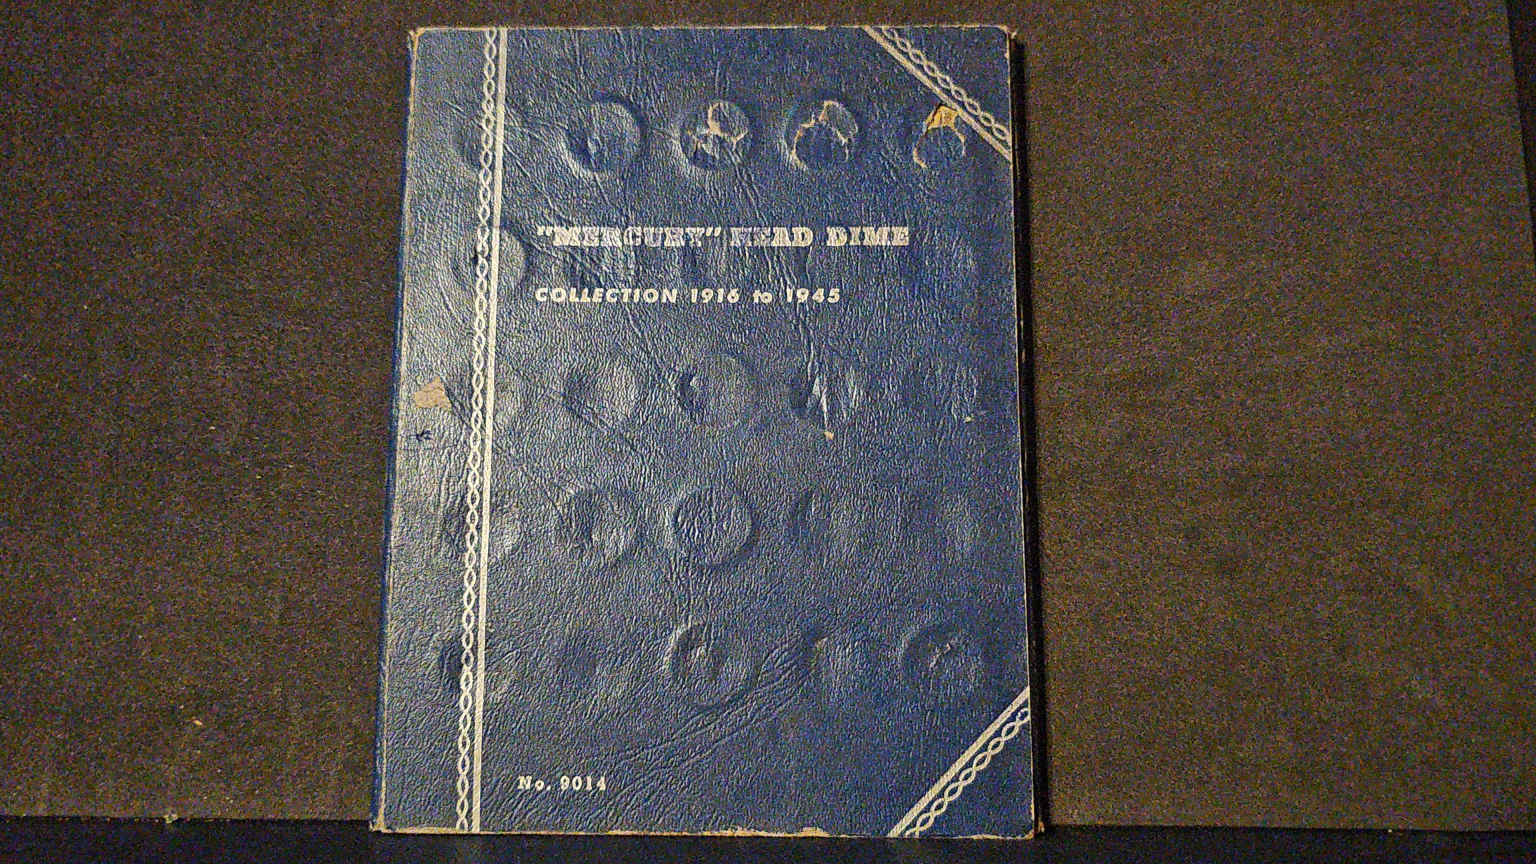 "MERCURY" HEAD DIME
COLLECTION 1916 to 1945
No. 9014